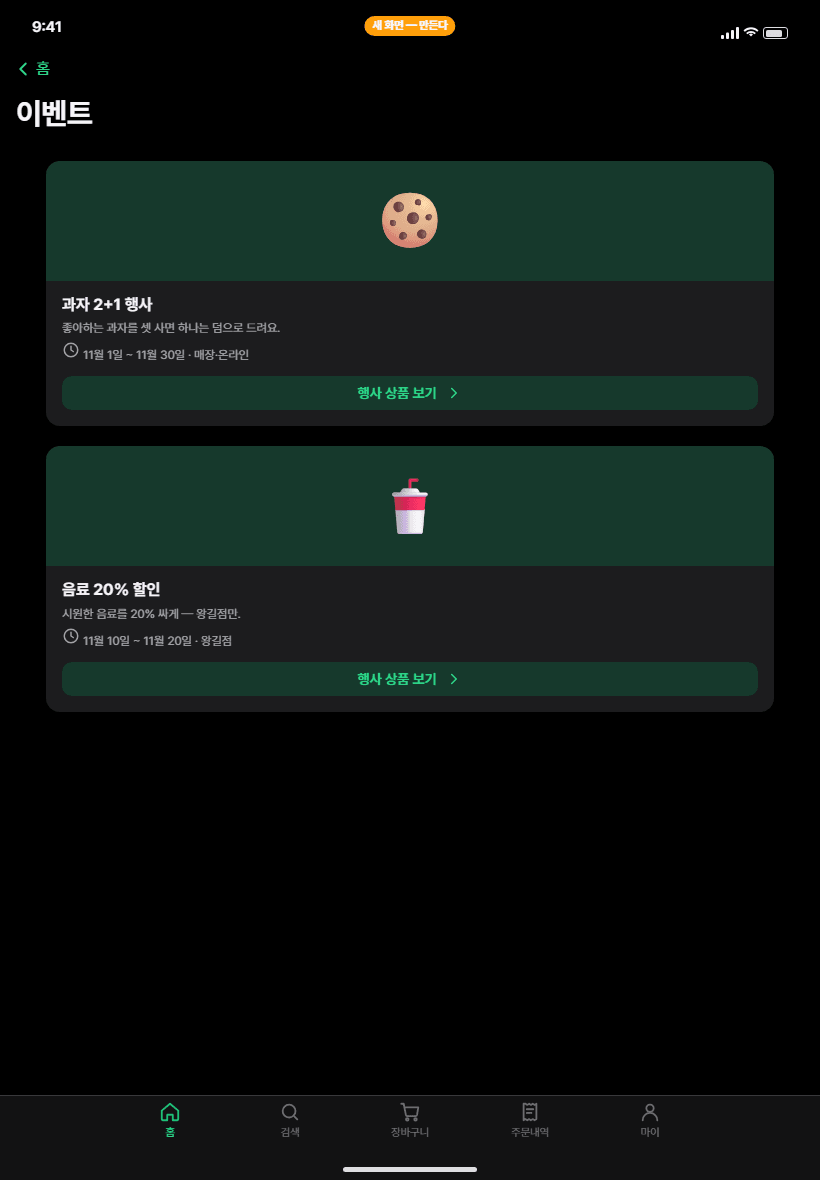 9:41
새 화면 — 만든다
홈
이벤트
과자 2+1 행사
좋아하는 과자를 셋 사면 하나는 덤으로 드려요.
11월 1일 ~ 11월 30일 · 매장·온라인
행사 상품 보기
음료 20% 할인
시원한 음료를 20% 싸게 — 왕길점만.
11월 10일 ~ 11월 20일 · 왕길점
행사 상품 보기
홈
검색
장바구니
주문내역
마이